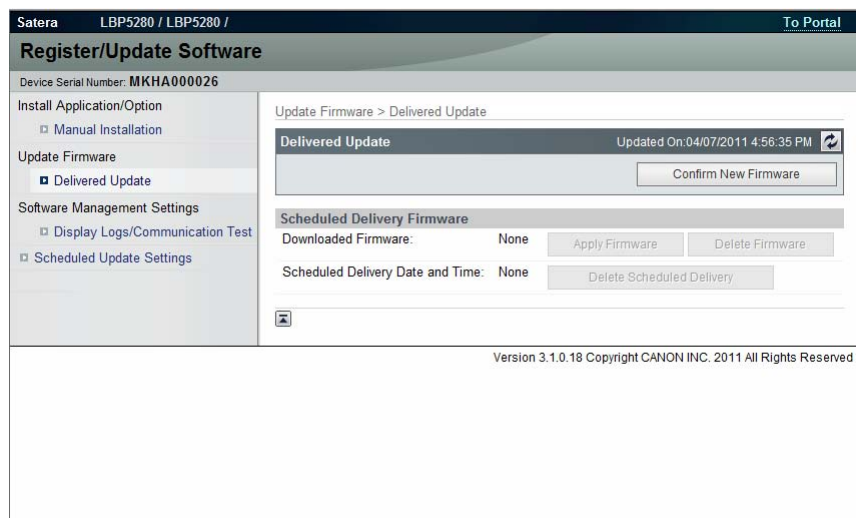 Satera LBP5280 / LBP5280 / To Portal
Register/Update Software
Device Serial Number: MKHA000026
Install Application/Option
Manual Installation
Update Firmware
Delivered Update
Software Management Settings
Display Logs/Communication Test
Scheduled Update Settings
Update Firmware > Delivered Update
Delivered Update Updated On:04/07/2011 4:56:35 PM
Confirm New Firmware
Scheduled Delivery Firmware
Downloaded Firmware: None Apply Firmware Delete Firmware
Scheduled Delivery Date and Time: None Delete Scheduled Delivery
Version 3.1.0.18 Copyright CANON INC. 2011 All Rights Reserved